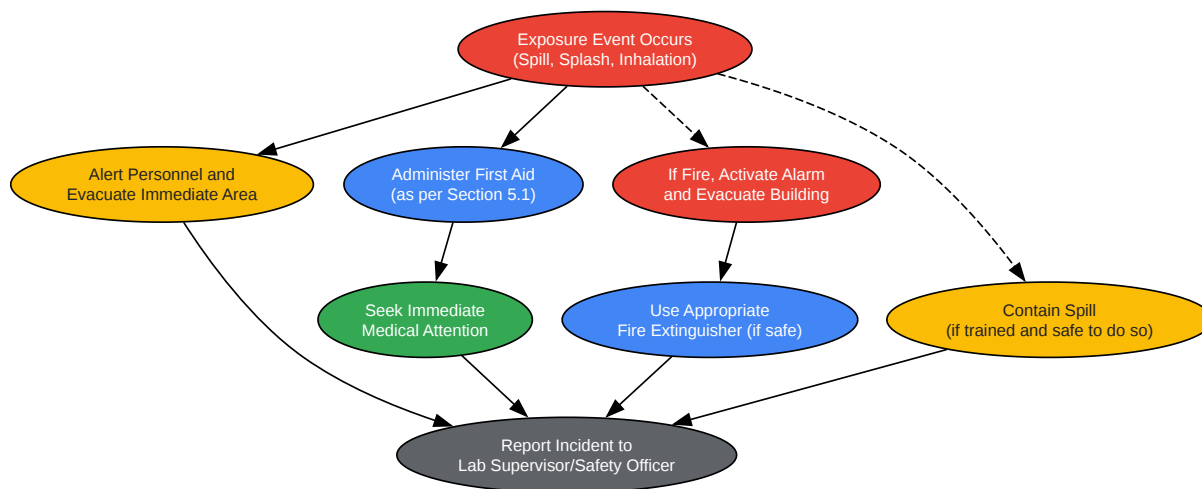 Exposure Event Occurs
(Spill, Splash, Inhalation)
Alert Personnel and
Evacuate Immediate Area
Administer First Aid
(as per Section 5.1)
If Fire, Activate Alarm
and Evacuate Building
Seek Immediate
Medical Attention
Use Appropriate
Fire Extinguisher (if safe)
Contain Spill
(if trained and safe to do so)
Report Incident to
Lab Supervisor/Safety Officer